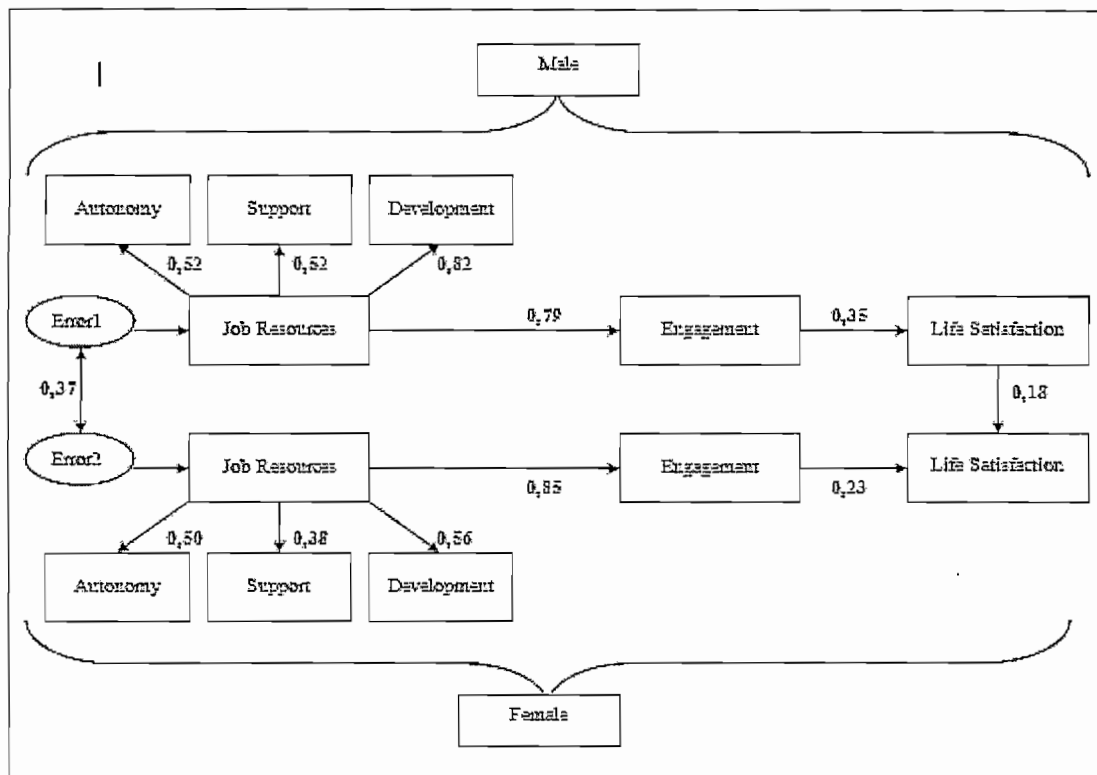 Male
Autonomy Support Development
0,52 0,52 0,82
Error1 Job Resources 0,79 Engagement 0,35 Life Satisfaction
0,37 0,18
Error2 Job Resources 0,85 Engagement 0,23 Life Satisfaction
0,50 0,38 0,86
Autonomy Support Development
Female